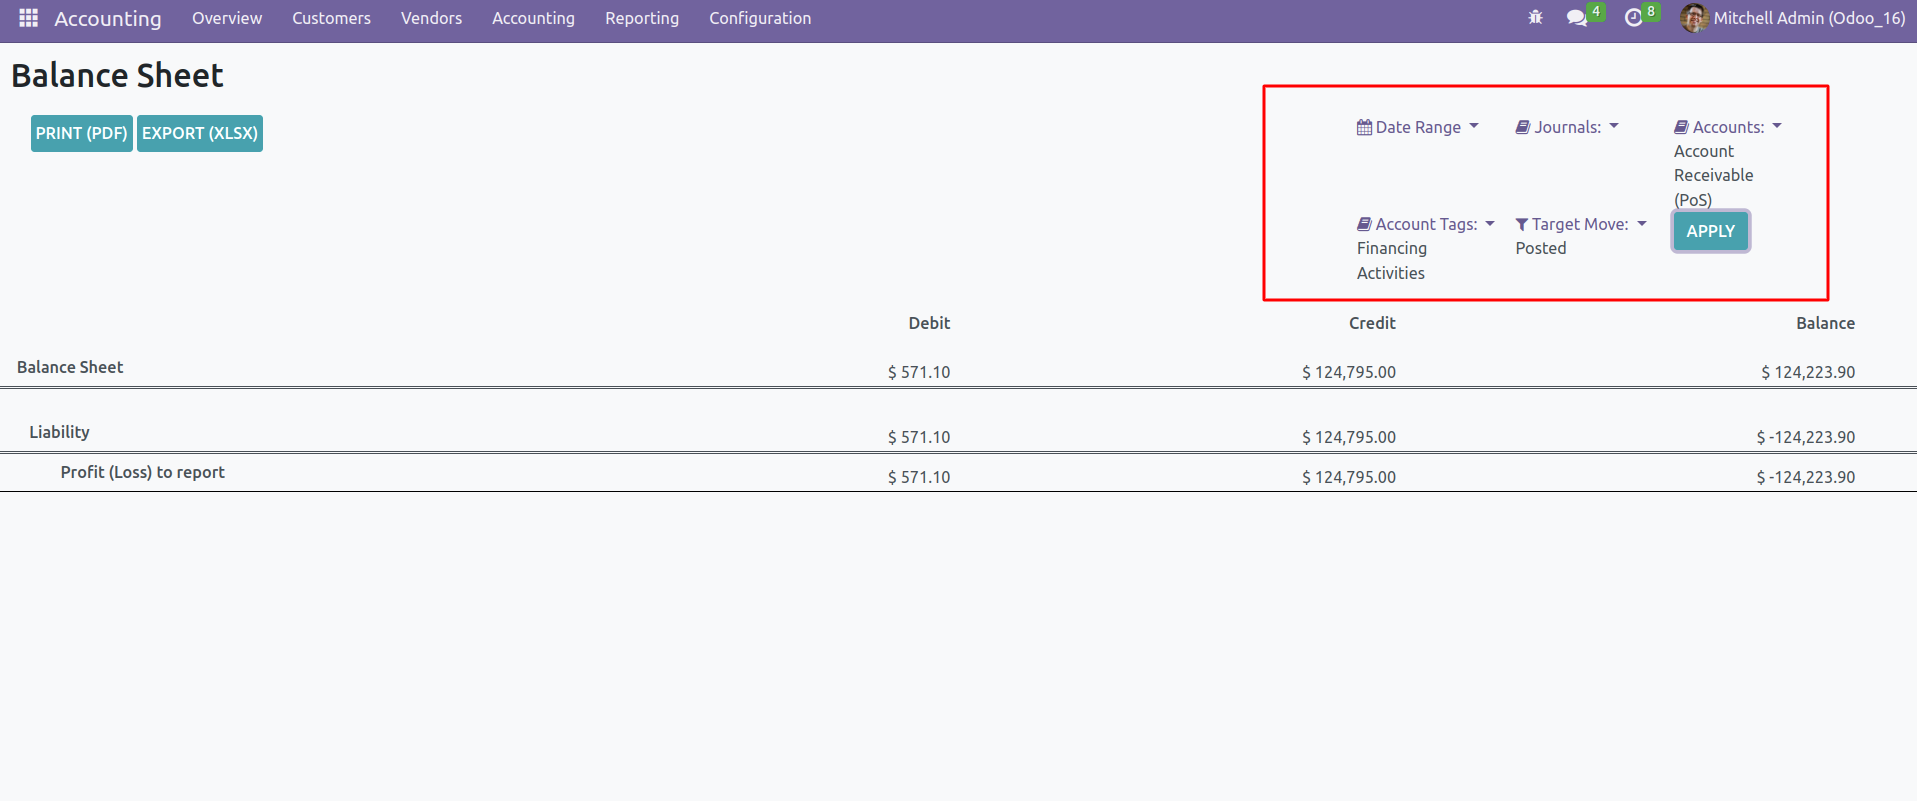 Accounting Overview Customers Vendors Accounting Reporting Configuration 4 8 Mitchell Admin (Odoo_16)
Balance Sheet
PRINT (PDF) EXPORT (XLSX)
Date Range Journals: Accounts:
Account
Receivable
(PoS)
Account Tags: Target Move: APPLY
Financing Posted
Activities
Debit Credit Balance
Balance Sheet $ 571.10 $ 124,795.00 $ 124,223.90
Liability $ 571.10 $ 124,795.00 $ -124,223.90
Profit (Loss) to report $ 571.10 $ 124,795.00 $ -124,223.90